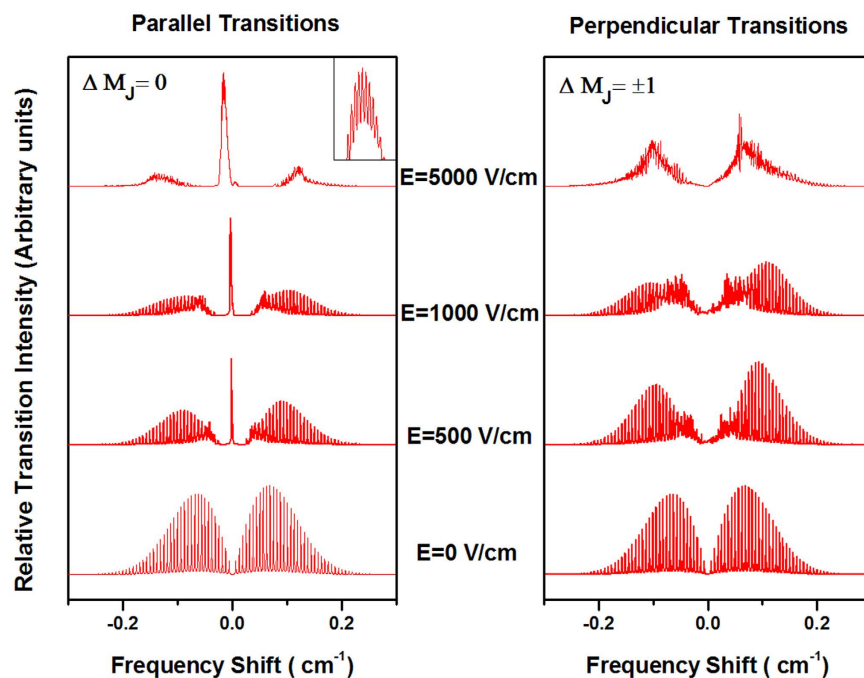 Parallel Transitions
Perpendicular Transitions
Relative Transition Intensity (Arbitrary units)
Δ M_J= 0
Δ M_J= ±1
E=5000 V/cm
E=1000 V/cm
E=500 V/cm
E=0 V/cm
-0.2 0.0 0.2
-0.2 0.0 0.2
Frequency Shift ( cm⁻¹)
Frequency Shift ( cm⁻¹)